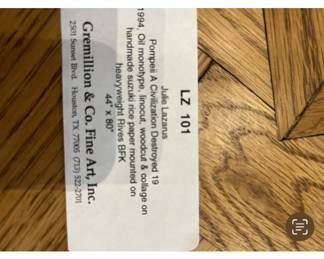 LZ 101
Julie Lazarus
Pompeii A Civilization Destroyed 19
1994, Oil monotype, linocut, woodcut & collage on
handmade suzuki rice paper mounted on
heavyweight Rives BFK
44" x 80"
Gremillion & Co. Fine Art, Inc.
2501 Sunset Blvd. Houston, TX 77005 (713) 522-2701